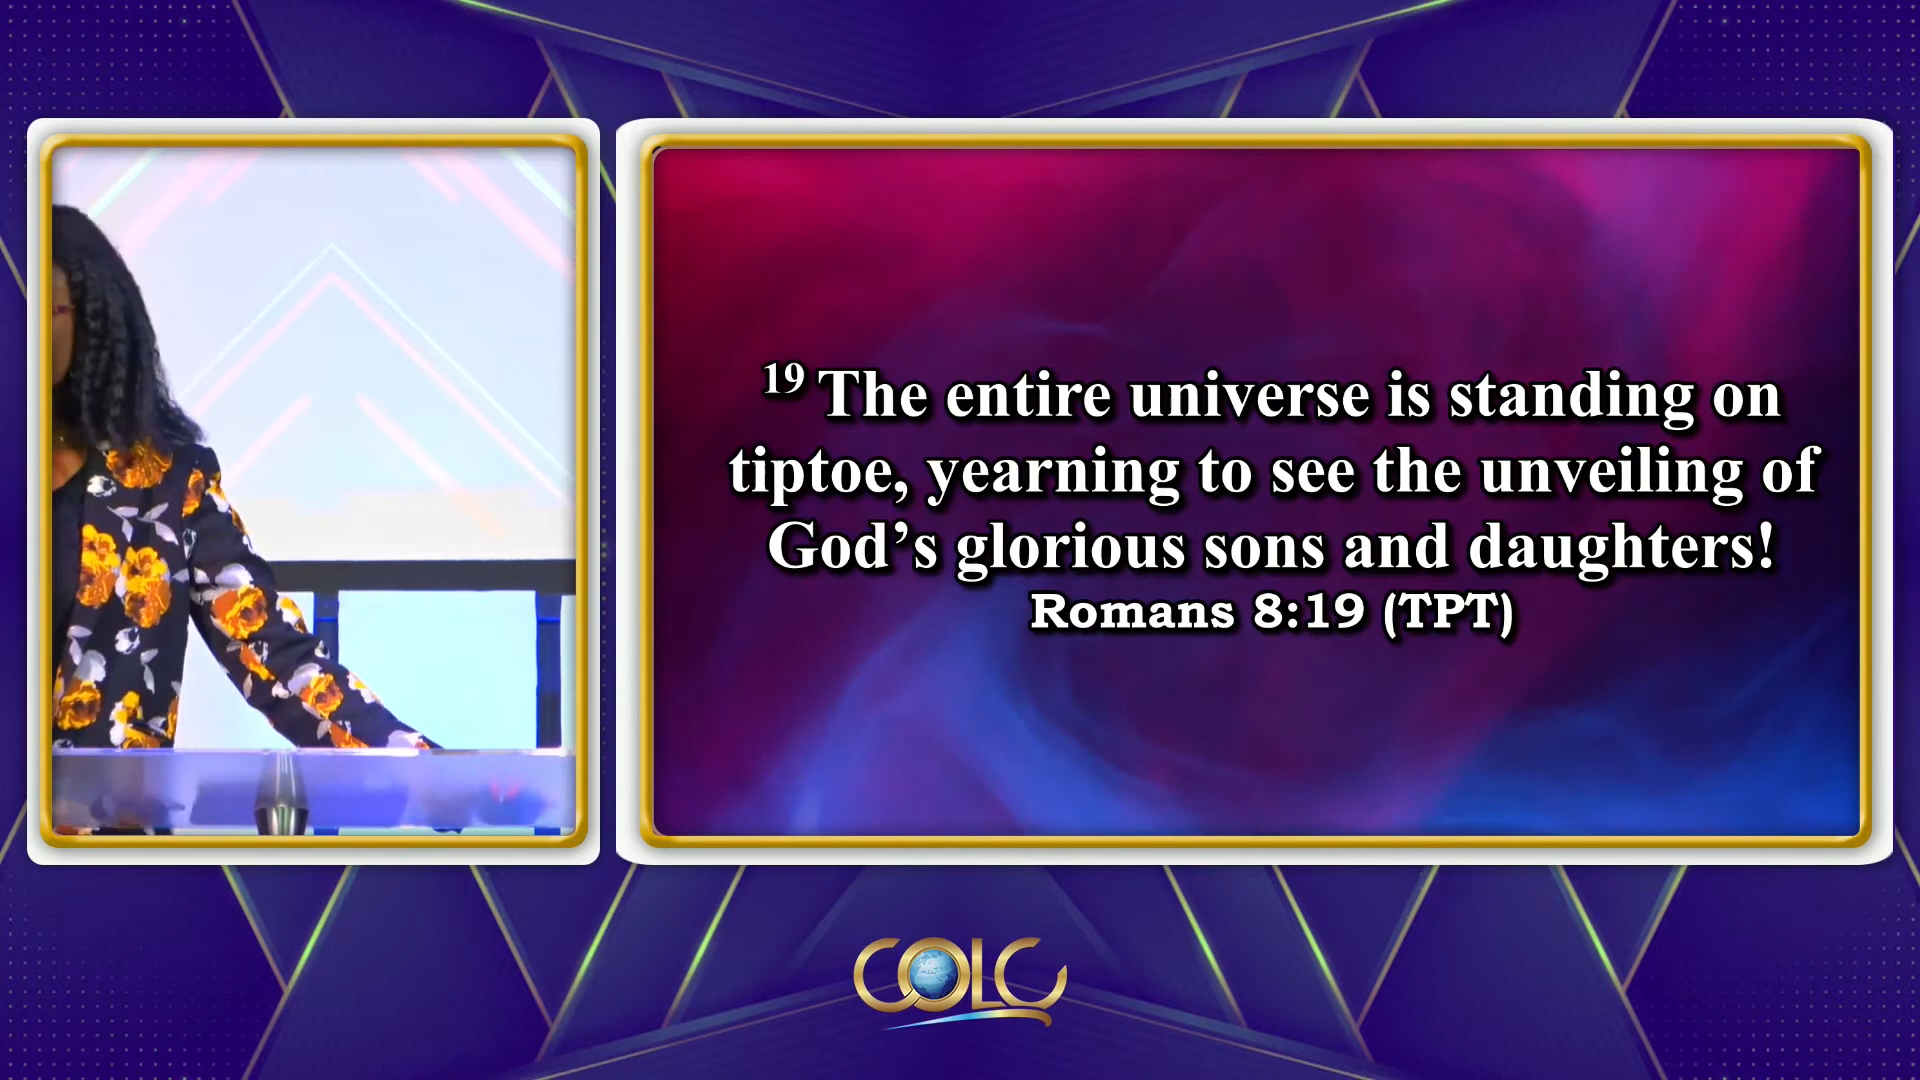 19 The entire universe is standing on
tiptoe, yearning to see the unveiling of
God’s glorious sons and daughters!
Romans 8:19 (TPT)
COLC